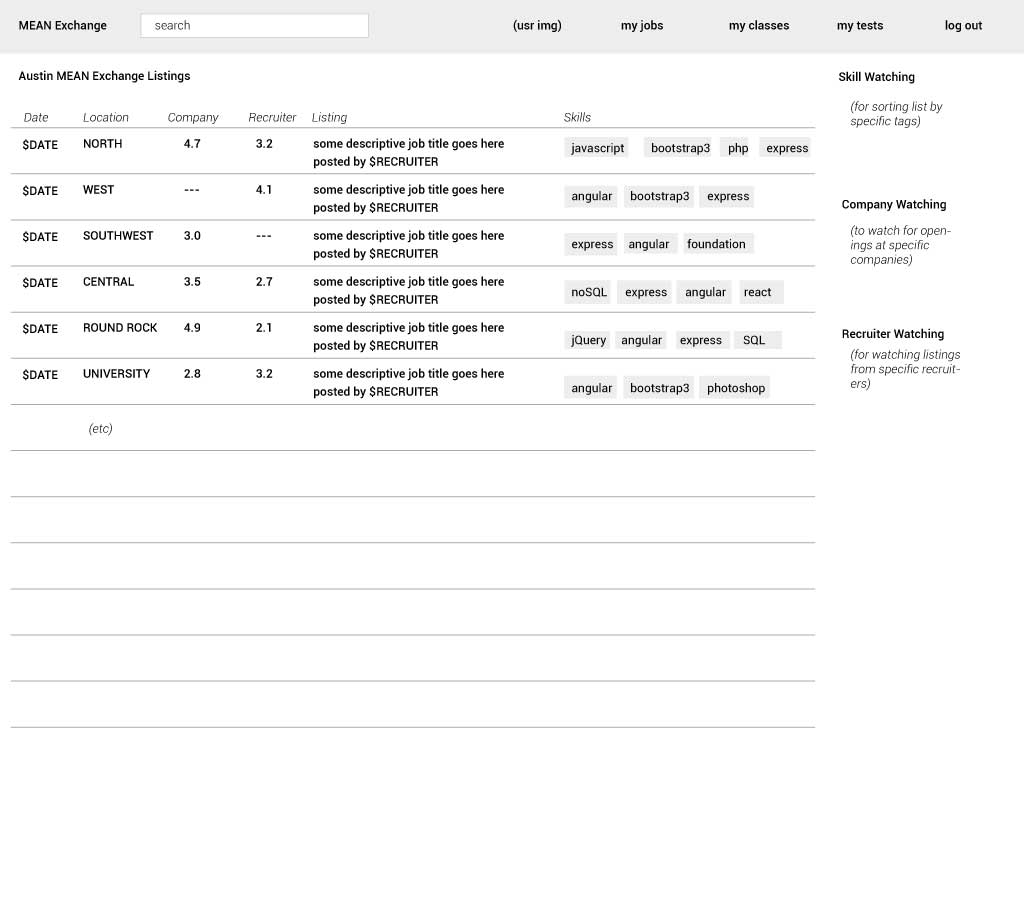 MEAN Exchange search (usr img) my jobs my classes my tests log out
Austin MEAN Exchange Listings
Date Location Company Recruiter Listing Skills
$DATE NORTH 4.7 3.2 some descriptive job title goes here javascript bootstrap3 php express
posted by $RECRUITER
$DATE WEST --- 4.1 some descriptive job title goes here angular bootstrap3 express
posted by $RECRUITER
$DATE SOUTHWEST 3.0 --- some descriptive job title goes here express angular foundation
posted by $RECRUITER
$DATE CENTRAL 3.5 2.7 some descriptive job title goes here noSQL express angular react
posted by $RECRUITER
$DATE ROUND ROCK 4.9 2.1 some descriptive job title goes here jQuery angular express SQL
posted by $RECRUITER
$DATE UNIVERSITY 2.8 3.2 some descriptive job title goes here angular bootstrap3 photoshop
posted by $RECRUITER
(etc)
Skill Watching
(for sorting list by
specific tags)
Company Watching
(to watch for open-
ings at specific
companies)
Recruiter Watching
(for watching listings
from specific recruit-
ers)